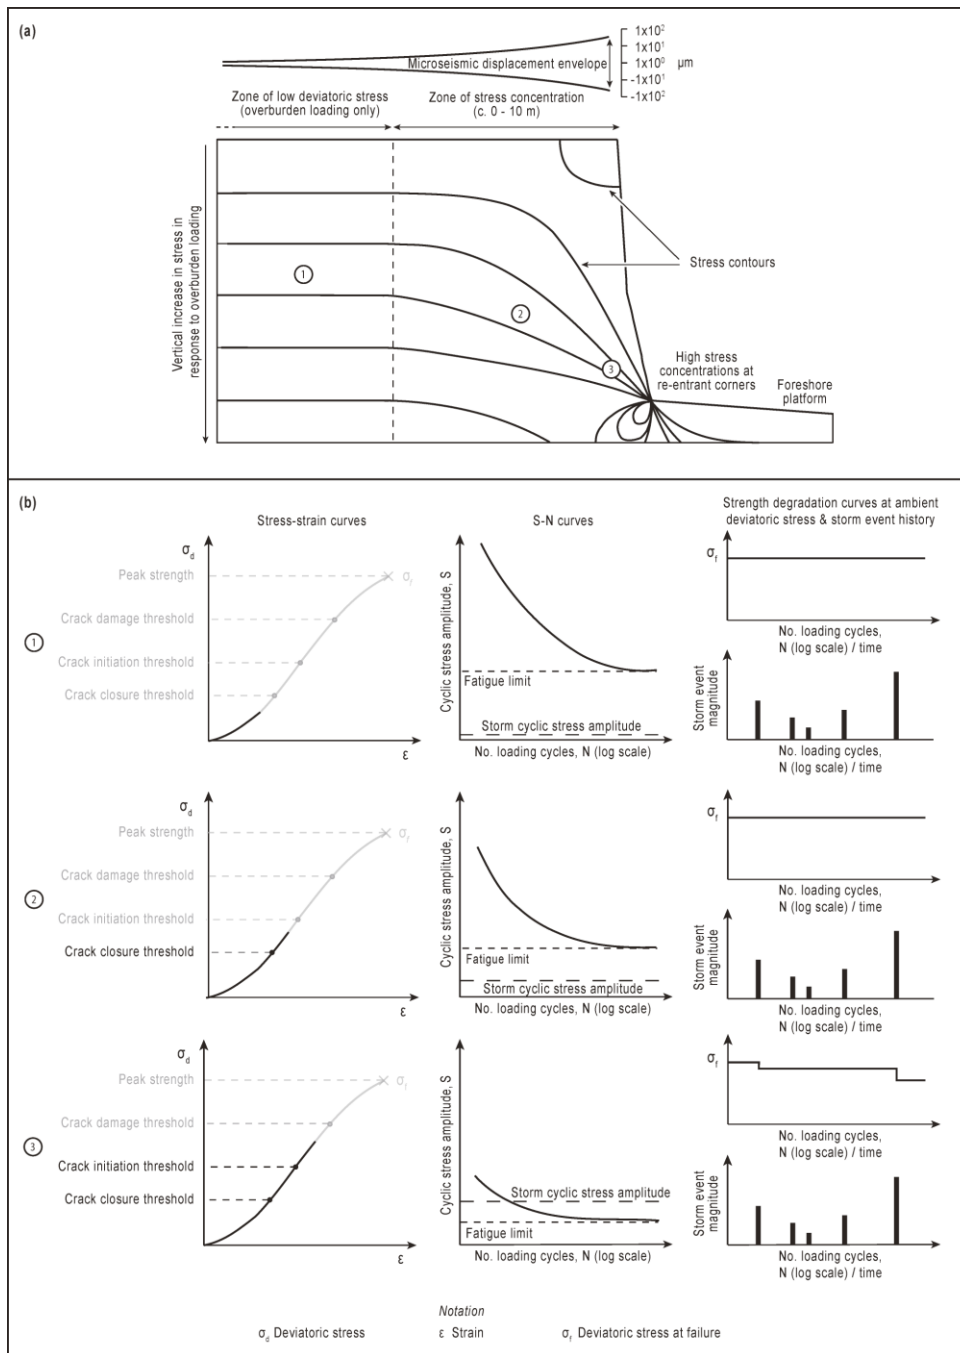 (a)
1x10²
1x10¹
1x10⁰
-1x10¹
-1x10²
µm
Microseismic displacement envelope
Zone of low deviatoric stress
(overburden loading only)
Zone of stress concentration
(c. 0 - 10 m)
Vertical increase in stress in
response to overburden loading
1
2
3
Stress contours
High stress
concentrations at
re-entrant corners
Foreshore
platform
(b)
Stress-strain curves
S-N curves
Strength degradation curves at ambient
deviatoric stress & storm event history
1
σd
Peak strength
σf
Crack damage threshold
Crack initiation threshold
Crack closure threshold
ε
Cyclic stress amplitude, S
Fatigue limit
Storm cyclic stress amplitude
No. loading cycles, N (log scale)
σf
No. loading cycles,
N (log scale) / time
Storm event
magnitude
No. loading cycles,
N (log scale) / time
2
σd
Peak strength
σf
Crack damage threshold
Crack initiation threshold
Crack closure threshold
ε
Cyclic stress amplitude, S
Fatigue limit
Storm cyclic stress amplitude
No. loading cycles, N (log scale)
σf
No. loading cycles,
N (log scale) / time
Storm event
magnitude
No. loading cycles,
N (log scale) / time
3
σd
Peak strength
σf
Crack damage threshold
Crack initiation threshold
Crack closure threshold
ε
Cyclic stress amplitude, S
Storm cyclic stress amplitude
Fatigue limit
No. loading cycles, N (log scale)
σf
No. loading cycles,
N (log scale) / time
Storm event
magnitude
No. loading cycles,
N (log scale) / time
Notation
σd Deviatoric stress
ε Strain
σf Deviatoric stress at failure